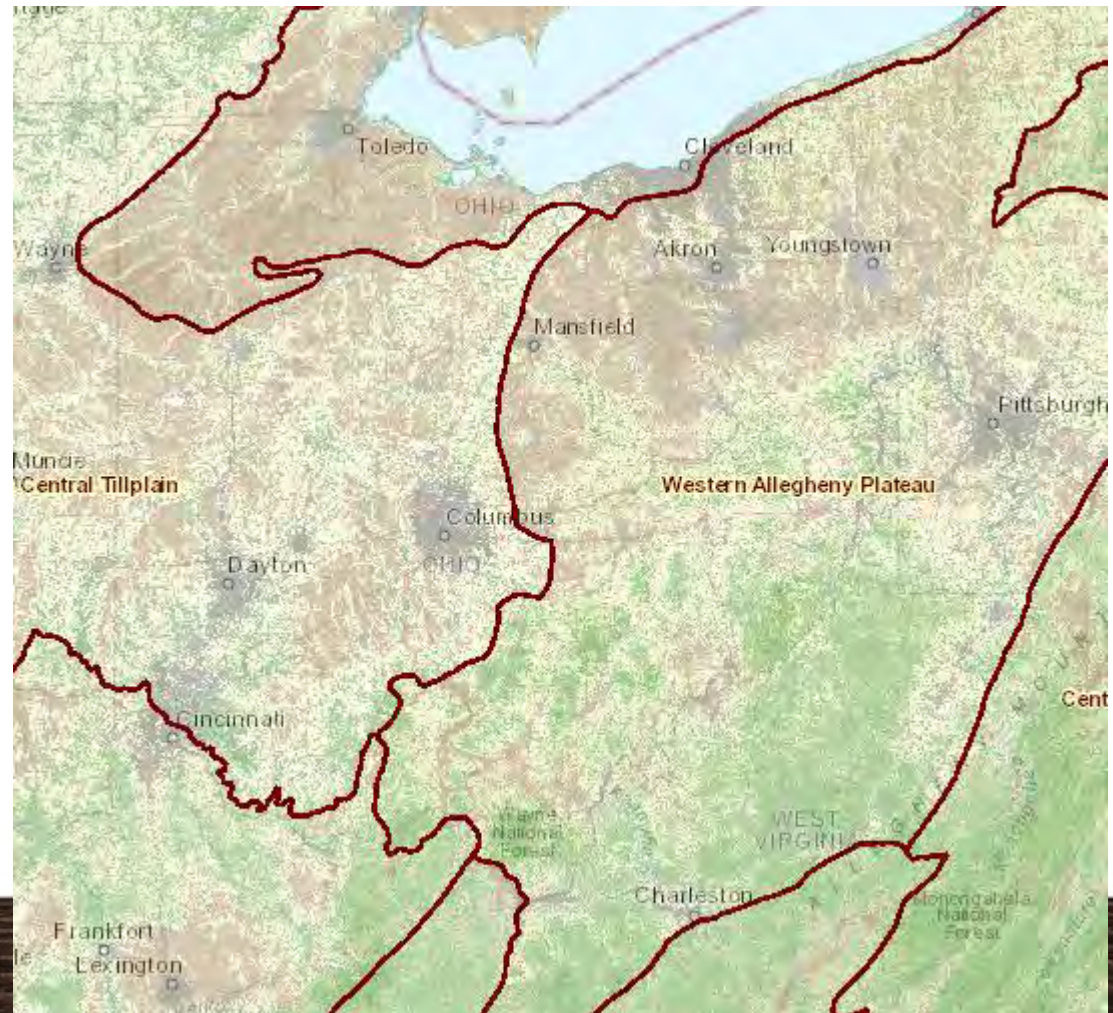 Toledo
Cleveland
OHIO
Wayne
Akron
Youngstown
Mansfield
Pittsburgh
Muncie
Central Tillplain
Western Allegheny Plateau
Columbus
OHIO
Dayton
Cent
Cincinnati
Wayne
National
Forest
WEST
VIRGINIA
Charleston
Monongahela
National
Forest
Frankfort
Lexington